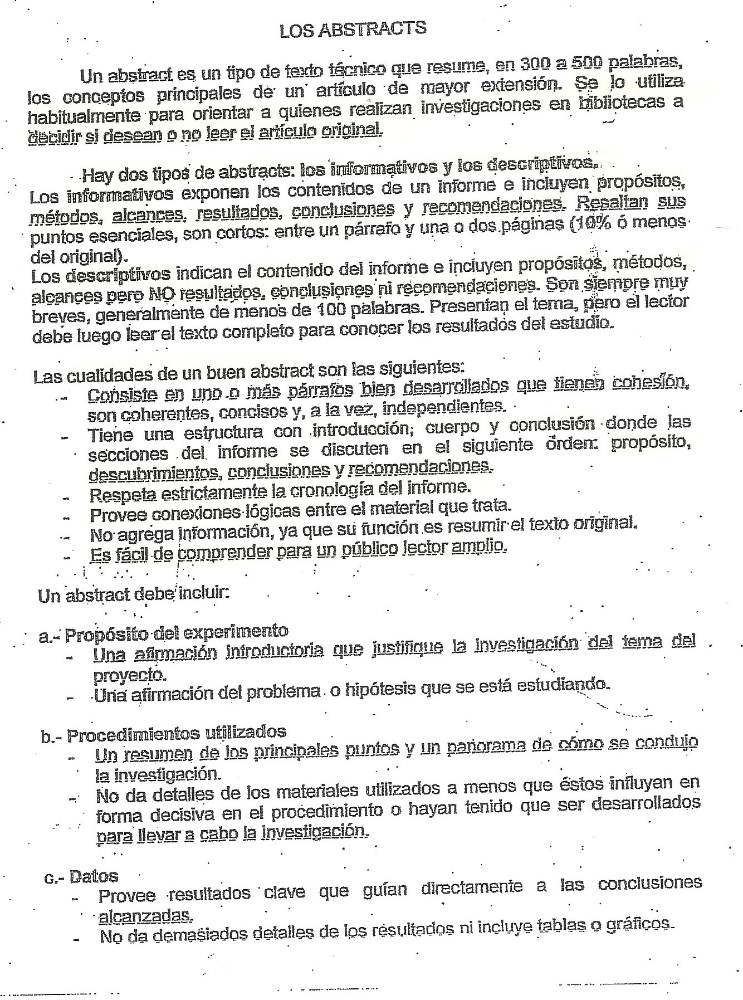 LOS ABSTRACTS
Un abstract es un tipo de texto técnico que resume, en 300 a 500 palabras,
los conceptos principales de un artículo de mayor extensión. Se lo utiliza
habitualmente para orientar a quienes realizan investigaciones en bibliotecas a
decidir si desean o no leer el artículo original.
Hay dos tipos de abstracts: los informativos y los descriptivos.
Los informativos exponen los contenidos de un informe e incluyen propósitos,
métodos, alcances, resultados, conclusiones y recomendaciones. Resaltan sus
puntos esenciales, son cortos: entre un párrafo y una o dos páginas (10% ó menos
del original).
Los descriptivos indican el contenido del informe e incluyen propósitos, métodos,
alcances pero NO resultados, conclusiones ni recomendaciones. Son siempre muy
breves, generalmente de menos de 100 palabras. Presentan el tema, pero el lector
debe luego leer el texto completo para conocer los resultados del estudio.
Las cualidades de un buen abstract son las siguientes:
- Consiste en uno o más párrafos bien desarrollados que tienen cohesión,
son coherentes, concisos y, a la vez, independientes.
- Tiene una estructura con introducción, cuerpo y conclusión donde las
secciones del informe se discuten en el siguiente órden: propósito,
descubrimientos, conclusiones y recomendaciones.
- Respeta estrictamente la cronología del informe.
- Provee conexiones lógicas entre el material que trata.
- No agrega información, ya que su función es resumir el texto original.
- Es fácil de comprender para un público lector amplio.
Un abstract debe incluir:
a.- Propósito del experimento
- Una afirmación introductoria que justifique la investigación del tema del
proyecto.
- Una afirmación del problema o hipótesis que se está estudiando.
b.- Procedimientos utilizados
- Un resumen de los principales puntos y un panorama de cómo se condujo
la investigación.
- No da detalles de los materiales utilizados a menos que éstos influyan en
forma decisiva en el procedimiento o hayan tenido que ser desarrollados
para llevar a cabo la investigación.
c.- Datos
- Provee resultados clave que guían directamente a las conclusiones
alcanzadas.
- No da demasiados detalles de los resultados ni incluye tablas o gráficos.